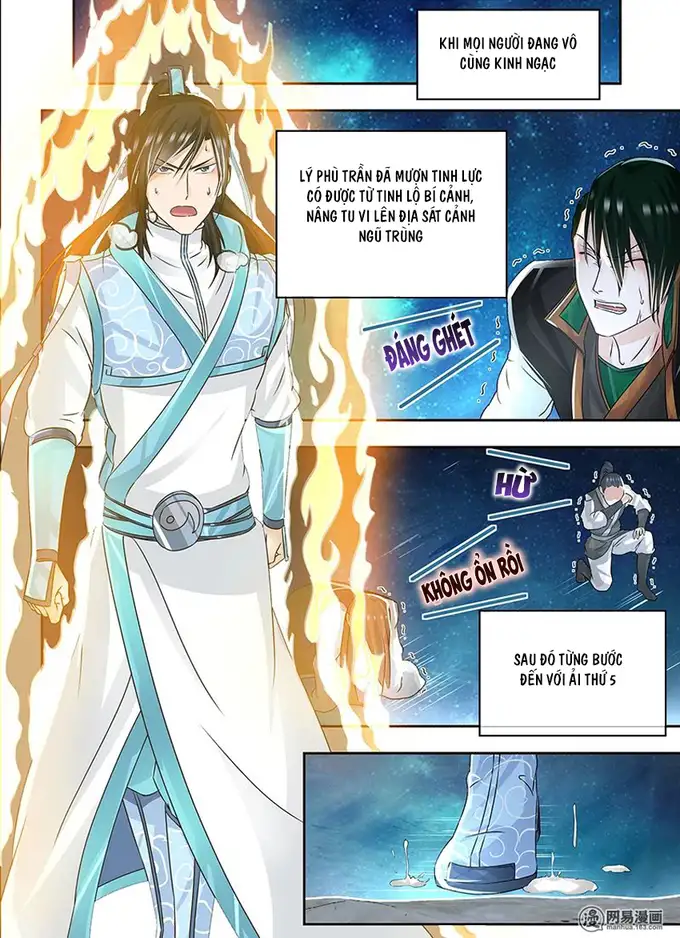 KHI MỌI NGƯỜI ĐANG VÔ
CÙNG KINH NGẠC
LÝ PHÙ TRẦN ĐÃ MƯỢN TINH LỰC
CÓ ĐƯỢC TỪ TINH LỘ BÍ CẢNH,
NÂNG TU VI LÊN ĐỊA SÁT CẢNH
NGŨ TRÙNG
ĐÁNG GHÉT
HỪ
KHÔNG ỔN RỒI
SAU ĐÓ TỪNG BƯỚC
ĐẾN VỚI ẢI THỨ 5
漫 网易漫画
manhua.163.com